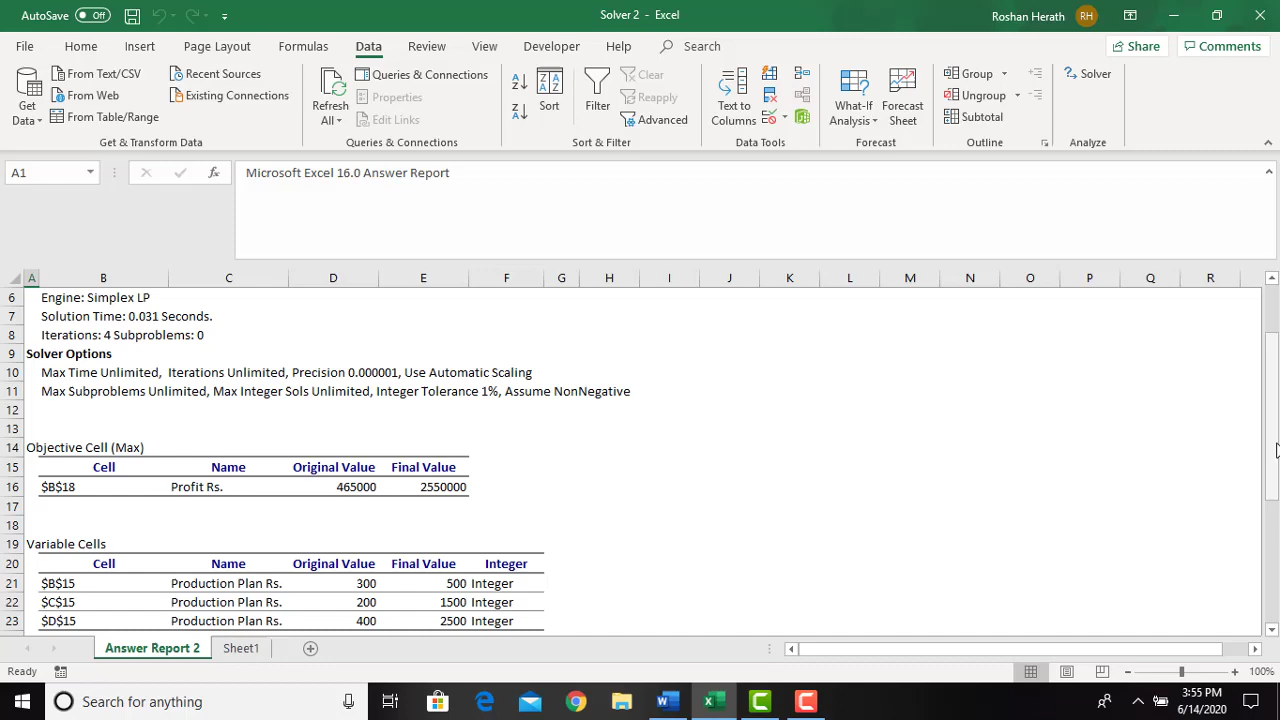 AutoSave Off Solver 2 - Excel Roshan Herath RH
File Home Insert Page Layout Formulas Data Review View Developer Help Search Share Comments
From Text/CSV Recent Sources Queries & Connections Clear Group Solver
From Web Existing Connections Properties Reapply Ungroup
Get Data From Table/Range Refresh All Edit Links Sort Filter Advanced Text to Columns What-If Analysis Forecast Sheet Subtotal
Get & Transform Data Queries & Connections Sort & Filter Data Tools Forecast Outline Analyze
A1 fx Microsoft Excel 16.0 Answer Report
A B C D E F G H I J K L M N O P Q R
6 Engine: Simplex LP
7 Solution Time: 0.031 Seconds.
8 Iterations: 4 Subproblems: 0
9 Solver Options
10 Max Time Unlimited, Iterations Unlimited, Precision 0.000001, Use Automatic Scaling
11 Max Subproblems Unlimited, Max Integer Sols Unlimited, Integer Tolerance 1%, Assume NonNegative
12
13
14 Objective Cell (Max)
15 Cell Name Original Value Final Value
16 $B$18 Profit Rs. 465000 2550000
17
18
19 Variable Cells
20 Cell Name Original Value Final Value Integer
21 $B$15 Production Plan Rs. 300 500 Integer
22 $C$15 Production Plan Rs. 200 1500 Integer
23 $D$15 Production Plan Rs. 400 2500 Integer
Answer Report 2 Sheet1
Ready 100%
Search for anything 3:55 PM
6/14/2020